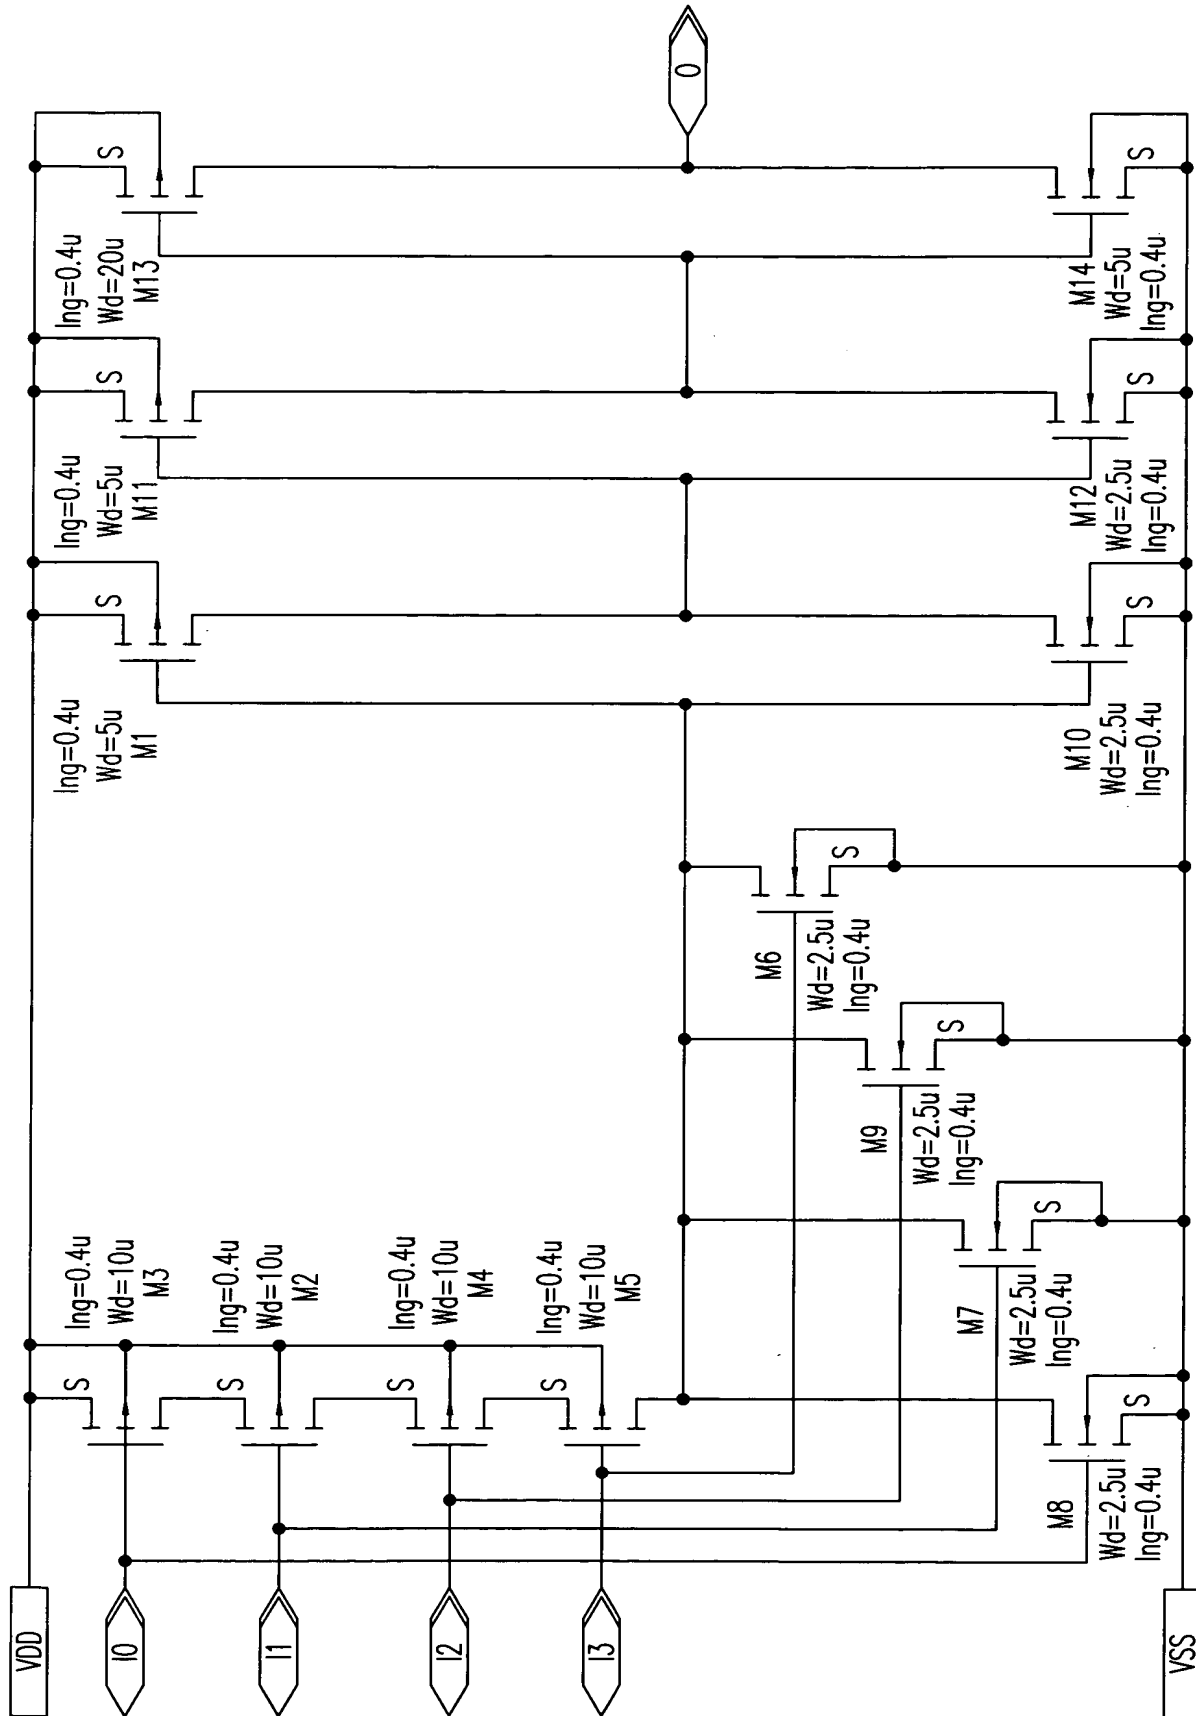 VDD
I0
I1
I2
I3
VSS
S
lng=0.4u
Wd=10u
M3
S
lng=0.4u
Wd=10u
M2
S
lng=0.4u
Wd=10u
M4
S
lng=0.4u
Wd=10u
M5
M8
Wd=2.5u
lng=0.4u
S
M7
Wd=2.5u
lng=0.4u
S
M9
Wd=2.5u
lng=0.4u
S
M6
Wd=2.5u
lng=0.4u
S
lng=0.4u
Wd=5u
M1
S
M10
Wd=2.5u
lng=0.4u
S
lng=0.4u
Wd=5u
M11
S
M12
Wd=2.5u
lng=0.4u
S
lng=0.4u
Wd=20u
M13
S
M14
Wd=5u
lng=0.4u
S
O